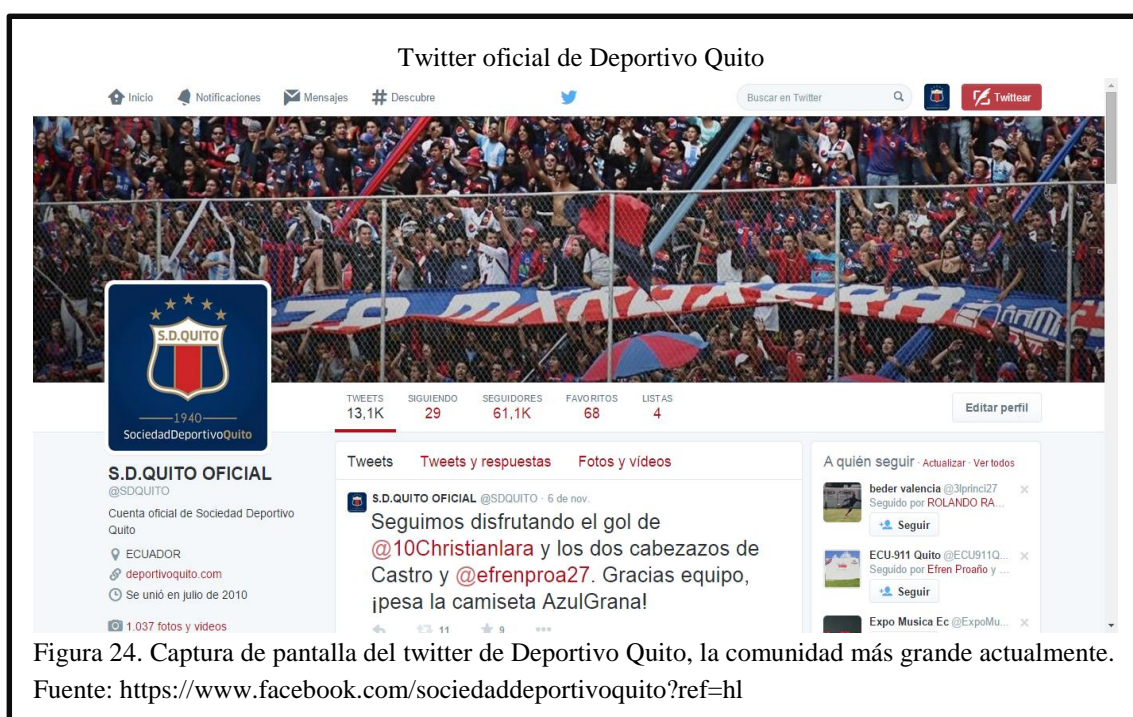 Twitter oficial de Deportivo Quito
Inicio Notificaciones Mensajes Descubre Buscar en Twitter Twittear
S.D.QUITO
1940
SociedadDeportivoQuito
TWEETS SIGUIENDO SEGUIDORES FAVORITOS LISTAS
13,1K 29 61,1K 68 4
Editar perfil
S.D.QUITO OFICIAL
@SDQUITO
Cuenta oficial de Sociedad Deportivo
Quito
ECUADOR
deportivoquito.com
Se unió en julio de 2010
1.037 fotos y videos
Tweets Tweets y respuestas Fotos y vídeos
S.D.QUITO OFICIAL @SDQUITO · 6 de nov.
Seguimos disfrutando el gol de
@10Christianlara y los dos cabezazos de
Castro y @efrenproa27. Gracias equipo,
¡pesa la camiseta AzulGrana!
11 9
A quién seguir · Actualizar · Ver todos
beder valencia @3lprinci27
Seguido por ROLANDO RA...
Seguir
ECU-911 Quito @ECU911Q...
Seguido por Efren Proaño y ...
Seguir
Expo Musica Ec @ExpoMu...
Figura 24. Captura de pantalla del twitter de Deportivo Quito, la comunidad más grande actualmente.
Fuente: https://www.facebook.com/sociedaddeportivoquito?ref=hl